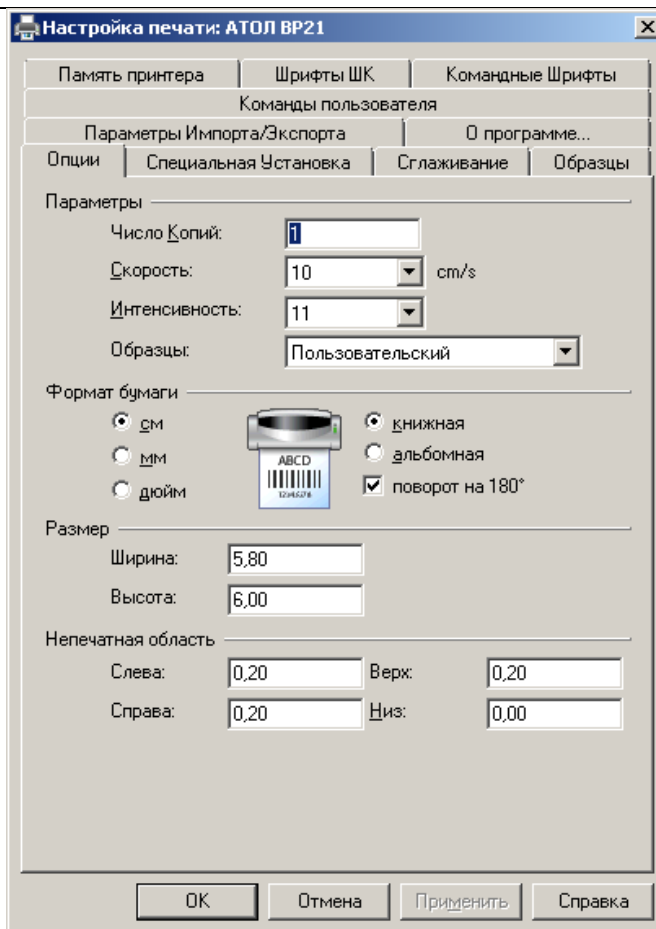 Настройка печати: АТОЛ BP21
Память принтера Шрифты ШК Командные Шрифты
Команды пользователя
Параметры Импорта/Экспорта О программе...
Опции Специальная Установка Сглаживание Образцы
Параметры
Число Копий: 1
Скорость: 10 cm/s
Интенсивность: 11
Образцы: Пользовательский
Формат бумаги
см книжная
мм ABCD альбомная
дюйм 12345678 поворот на 180°
Размер
Ширина: 5,80
Высота: 6,00
Непечатная область
Слева: 0,20 Верх: 0,20
Справа: 0,20 Низ: 0,00
OK Отмена Применить Справка